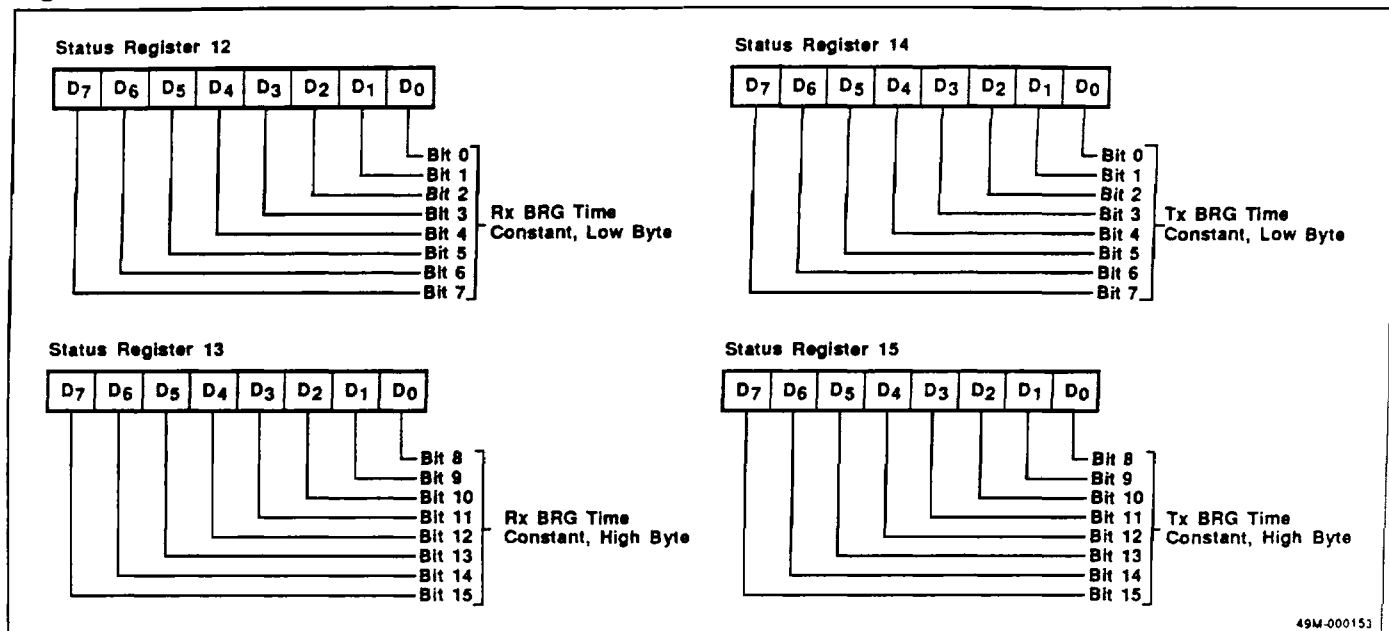 Status Register 12
D7 D6 D5 D4 D3 D2 D1 D0
Bit 0
Bit 1
Bit 2
Bit 3
Bit 4
Bit 5
Bit 6
Bit 7
Rx BRG Time
Constant, Low Byte
Status Register 14
D7 D6 D5 D4 D3 D2 D1 D0
Bit 0
Bit 1
Bit 2
Bit 3
Bit 4
Bit 5
Bit 6
Bit 7
Tx BRG Time
Constant, Low Byte
Status Register 13
D7 D6 D5 D4 D3 D2 D1 D0
Bit 8
Bit 9
Bit 10
Bit 11
Bit 12
Bit 13
Bit 14
Bit 15
Rx BRG Time
Constant, High Byte
Status Register 15
D7 D6 D5 D4 D3 D2 D1 D0
Bit 8
Bit 9
Bit 10
Bit 11
Bit 12
Bit 13
Bit 14
Bit 15
Tx BRG Time
Constant, High Byte
49M-000153